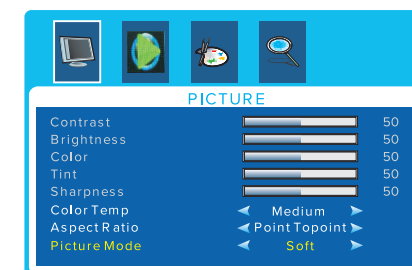 PICTURE
Contrast 50
Brightness 50
Color 50
Tint 50
Sharpness 50
Color Temp Medium
Aspect Ratio Point Topoint
Picture Mode Soft